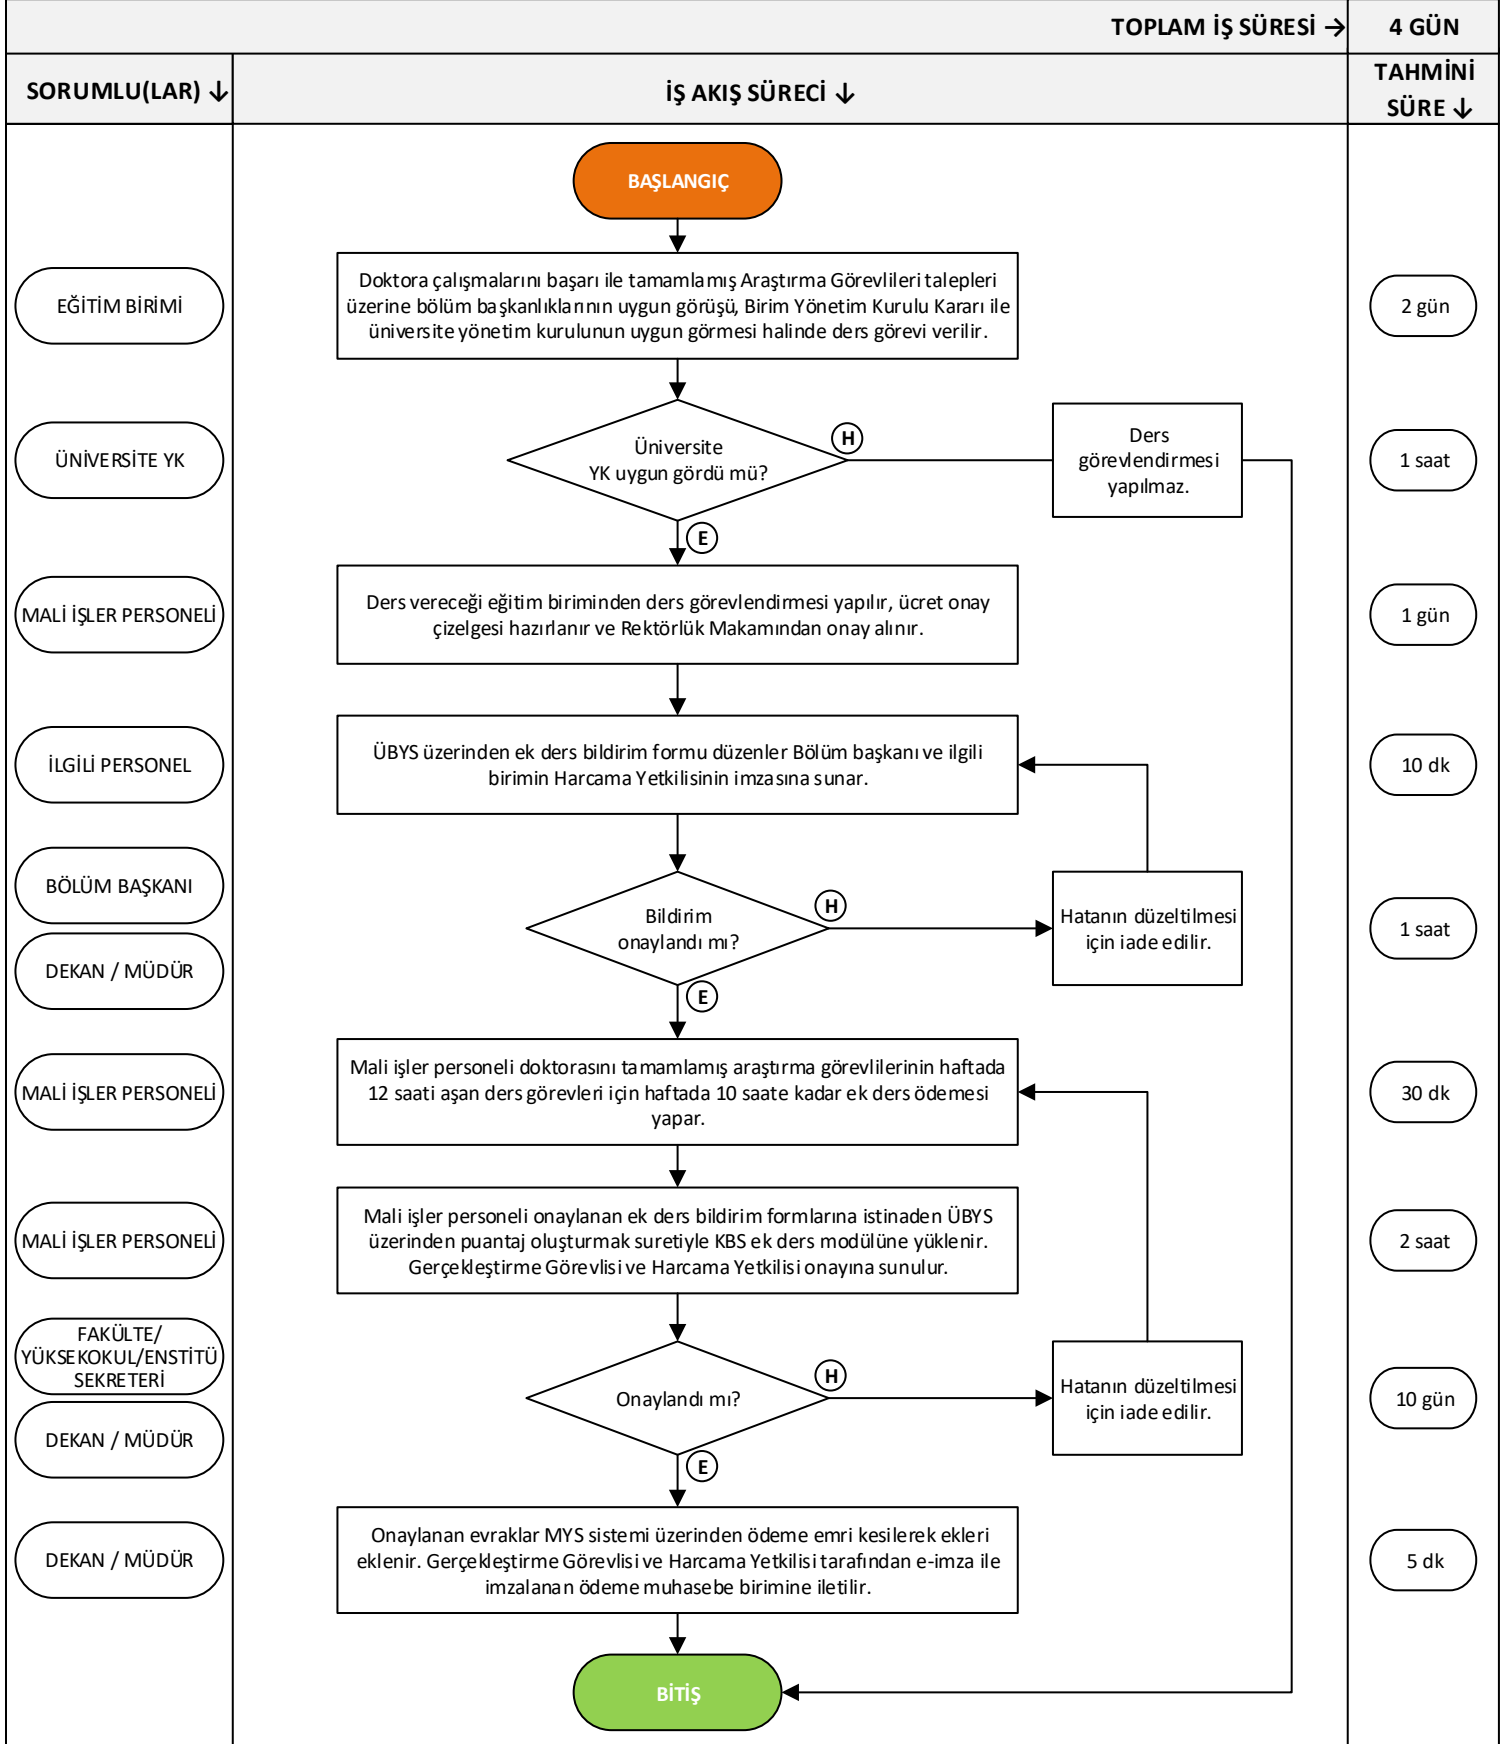 TOPLAM İŞ SÜRESİ →
4 GÜN
SORUMLU(LAR) ↓
İŞ AKIŞ SÜRECİ ↓
TAHMİNİ
SÜRE ↓
BAŞLANGIÇ
EĞİTİM BİRİMİ
Doktora çalışmalarını başarı ile tamamlamış Araştırma Görevlileri talepleri
üzerine bölüm başkanlıklarının uygun görüşü, Birim Yönetim Kurulu Kararı ile
üniversite yönetim kurulunun uygun görmesi halinde ders görevi verilir.
2 gün
ÜNİVERSİTE YK
Üniversite
YK uygun gördü mü?
H
Ders
görevlendirmesi
yapılmaz.
1 saat
E
MALİ İŞLER PERSONELİ
Ders vereceği eğitim biriminden ders görevlendirmesi yapılır, ücret onay
çizelgesi hazırlanır ve Rektörlük Makamından onay alınır.
1 gün
İLGİLİ PERSONEL
ÜBYS üzerinden ek ders bildirim formu düzenler Bölüm başkanı ve ilgili
birimin Harcama Yetkilisinin imzasına sunar.
10 dk
BÖLÜM BAŞKANI
DEKAN / MÜDÜR
Bildirim
onaylandı mı?
H
Hatanın düzeltilmesi
için iade edilir.
1 saat
E
MALİ İŞLER PERSONELİ
Mali işler personeli doktorasını tamamlamış araştırma görevlilerinin haftada
12 saati aşan ders görevleri için haftada 10 saate kadar ek ders ödemesi
yapar.
30 dk
MALİ İŞLER PERSONELİ
Mali işler personeli onaylanan ek ders bildirim formlarına istinaden ÜBYS
üzerinden puantaj oluşturmak suretiyle KBS ek ders modülüne yüklenir.
Gerçekleştirme Görevlisi ve Harcama Yetkilisi onayına sunulur.
2 saat
FAKÜLTE/
YÜKSEKOKUL/ENSTİTÜ
SEKRETERİ
DEKAN / MÜDÜR
Onaylandı mı?
H
Hatanın düzeltilmesi
için iade edilir.
10 gün
E
DEKAN / MÜDÜR
Onaylanan evraklar MYS sistemi üzerinden ödeme emri kesilerek ekleri
eklenir. Gerçekleştirme Görevlisi ve Harcama Yetkilisi tarafından e-imza ile
imzalanan ödeme muhasebe birimine iletilir.
5 dk
BİTİŞ